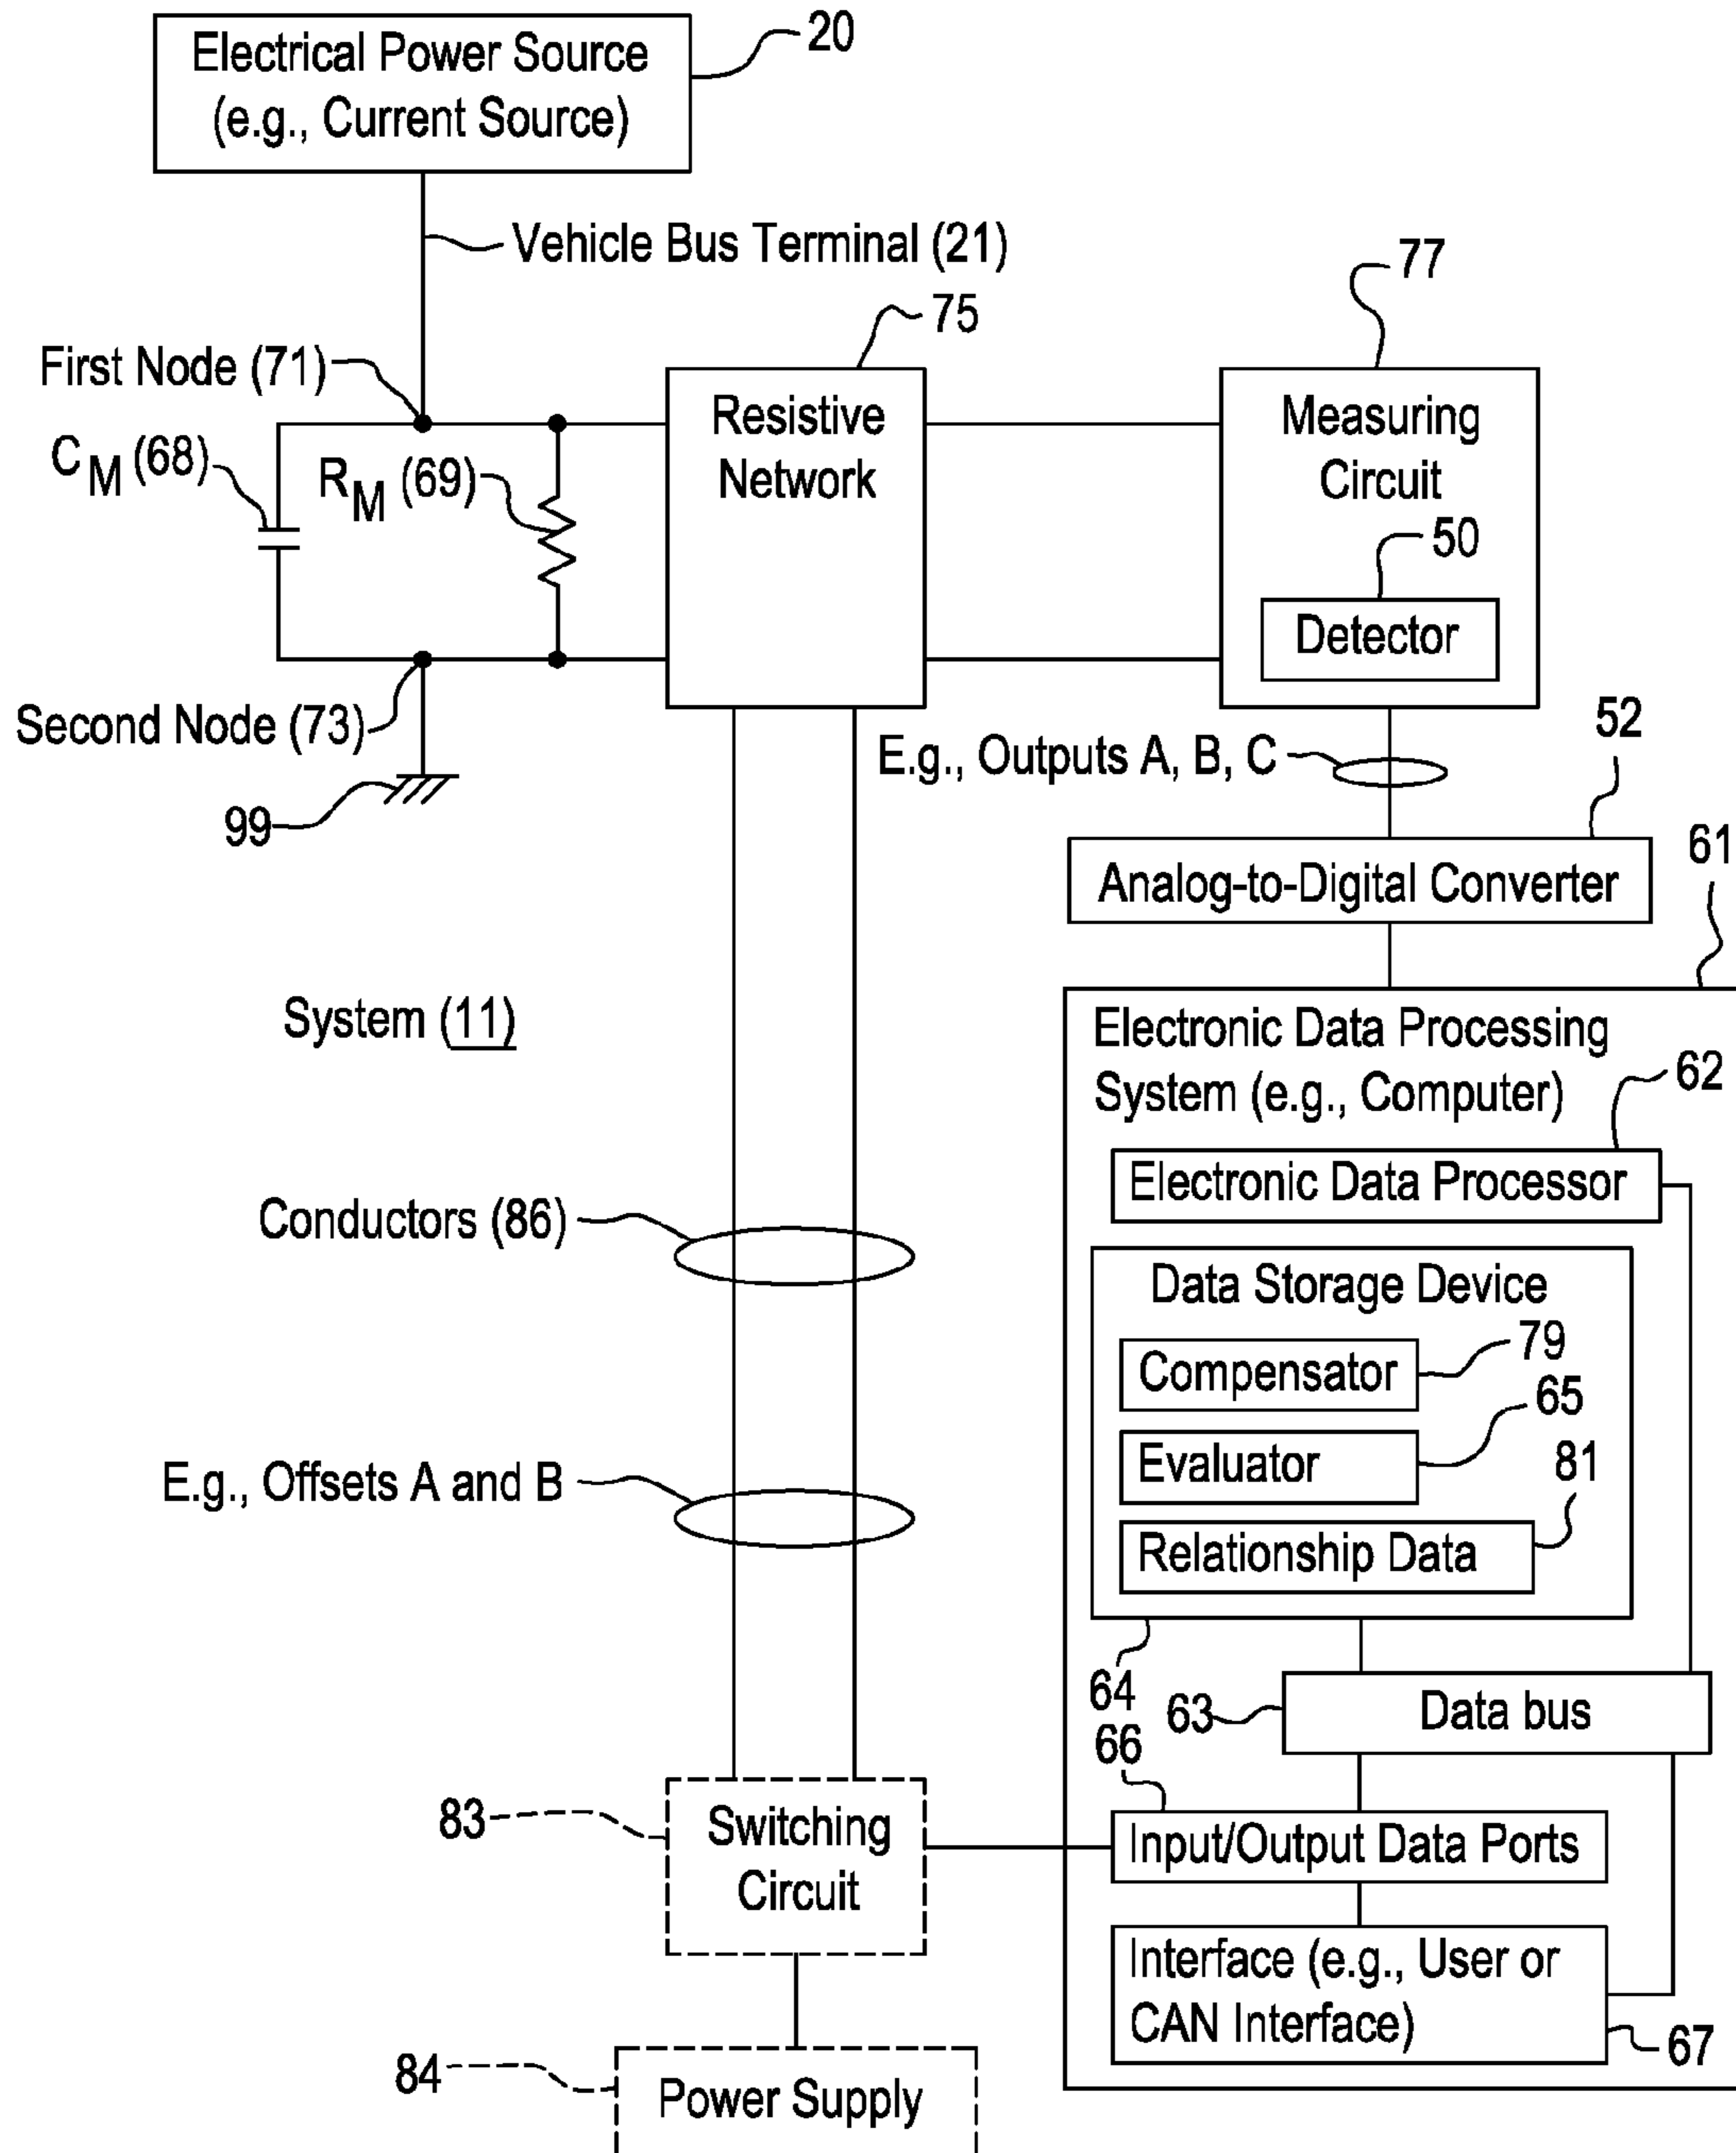 Electrical Power Source
(e.g., Current Source)
20
Vehicle Bus Terminal (21)
77
75
First Node (71)
Resistive
Network
Measuring
Circuit
C M (68)
R M (69)
50
Detector
Second Node (73)
99
E.g., Outputs A, B, C
52
Analog-to-Digital Converter
61
System (11)
Electronic Data Processing
System (e.g., Computer)
62
Electronic Data Processor
Conductors (86)
Data Storage Device
Compensator
79
Evaluator
65
E.g., Offsets A and B
Relationship Data
81
64
63
Data bus
66
83
Switching
Circuit
Input/Output Data Ports
Interface (e.g., User or
CAN Interface)
67
84
Power Supply